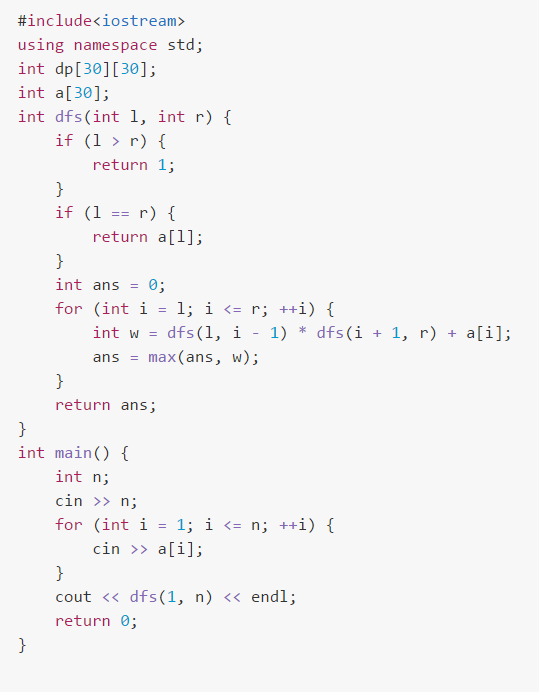 #include<iostream>
using namespace std;
int dp[30][30];
int a[30];
int dfs(int l, int r) {
    if (l > r) {
        return 1;
    }
    if (l == r) {
        return a[l];
    }
    int ans = 0;
    for (int i = l; i <= r; ++i) {
        int w = dfs(l, i - 1) * dfs(i + 1, r) + a[i];
        ans = max(ans, w);
    }
    return ans;
}
int main() {
    int n;
    cin >> n;
    for (int i = 1; i <= n; ++i) {
        cin >> a[i];
    }
    cout << dfs(1, n) << endl;
    return 0;
}